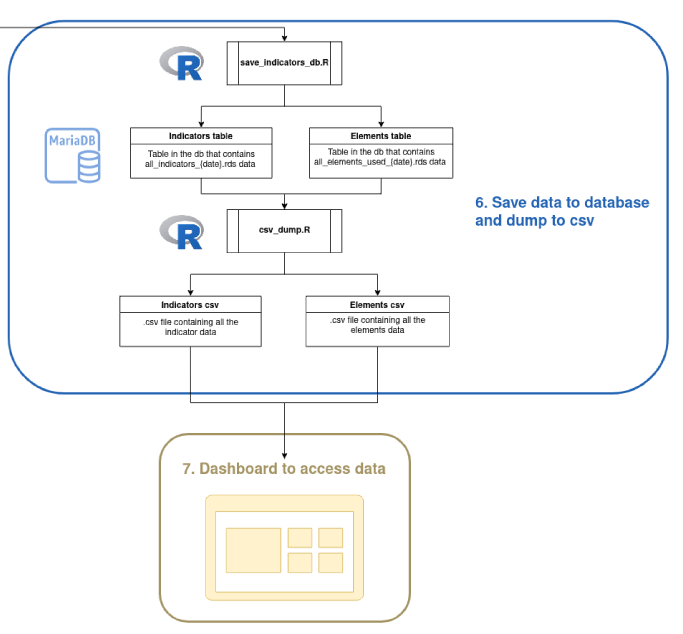 R
save_indicators_db.R
MariaDB
Indicators table
Table in the db that contains
all_indicators_{date}.rds data
Elements table
Table in the db that contains
all_elements_used_{date}.rds data
6. Save data to database
and dump to csv
R
csv_dump.R
Indicators csv
.csv file containing all the
indicator data
Elements csv
.csv file containing all the
elements data
7. Dashboard to access data